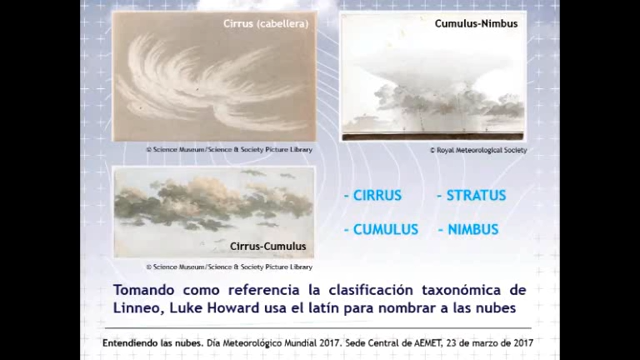 Cirrus (cabellera)
Cumulus-Nimbus
© Science Museum/Science & Society Picture Library
© Royal Meteorological Society
Cirrus-Cumulus
© Science Museum/Science & Society Picture Library
- CIRRUS - STRATUS
- CUMULUS - NIMBUS
Tomando como referencia la clasificación taxonómica de
Linneo, Luke Howard usa el latín para nombrar a las nubes
Entendiendo las nubes. Día Meteorológico Mundial 2017. Sede Central de AEMET, 23 de marzo de 2017